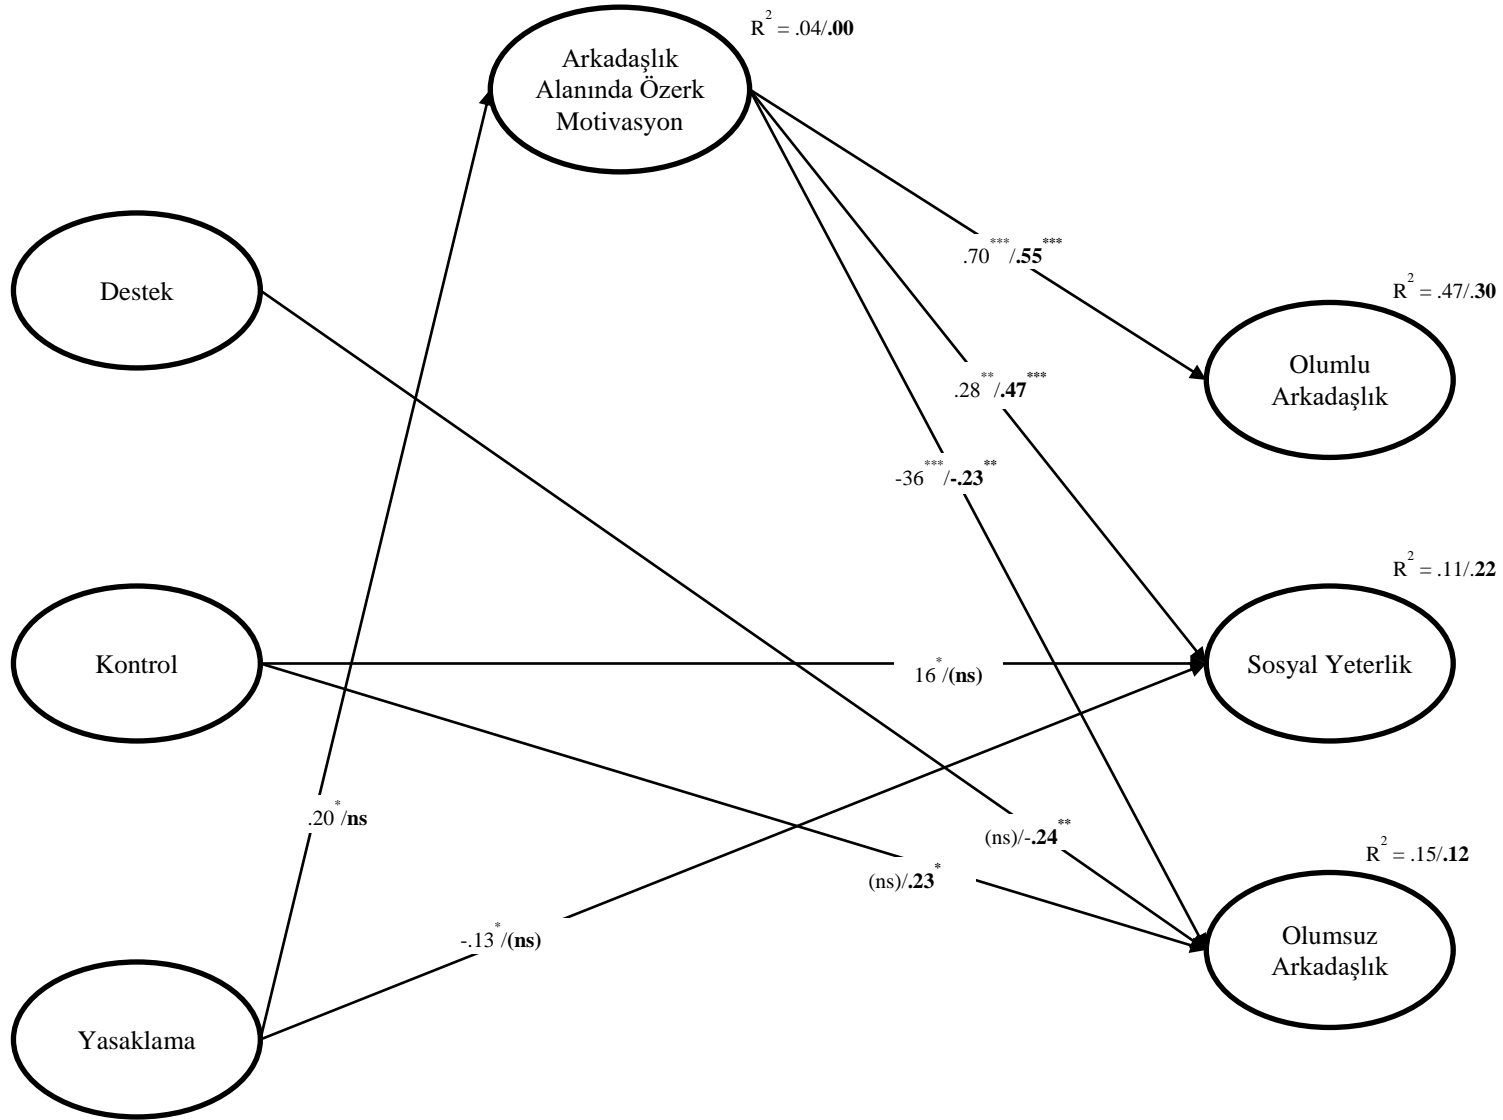 R² = .04/.00
Arkadaşlık
Alanında Özerk
Motivasyon
Destek
.70***/.55***
R² = .47/.30
Olumlu
Arkadaşlık
.28**/.47***
-36***/-.23**
R² = .11/.22
Kontrol
16*/(ns)
Sosyal Yeterlik
.20*/ns
(ns)/-.24**
R² = .15/.12
(ns)/.23*
-.13*/(ns)
Olumsuz
Arkadaşlık
Yasaklama